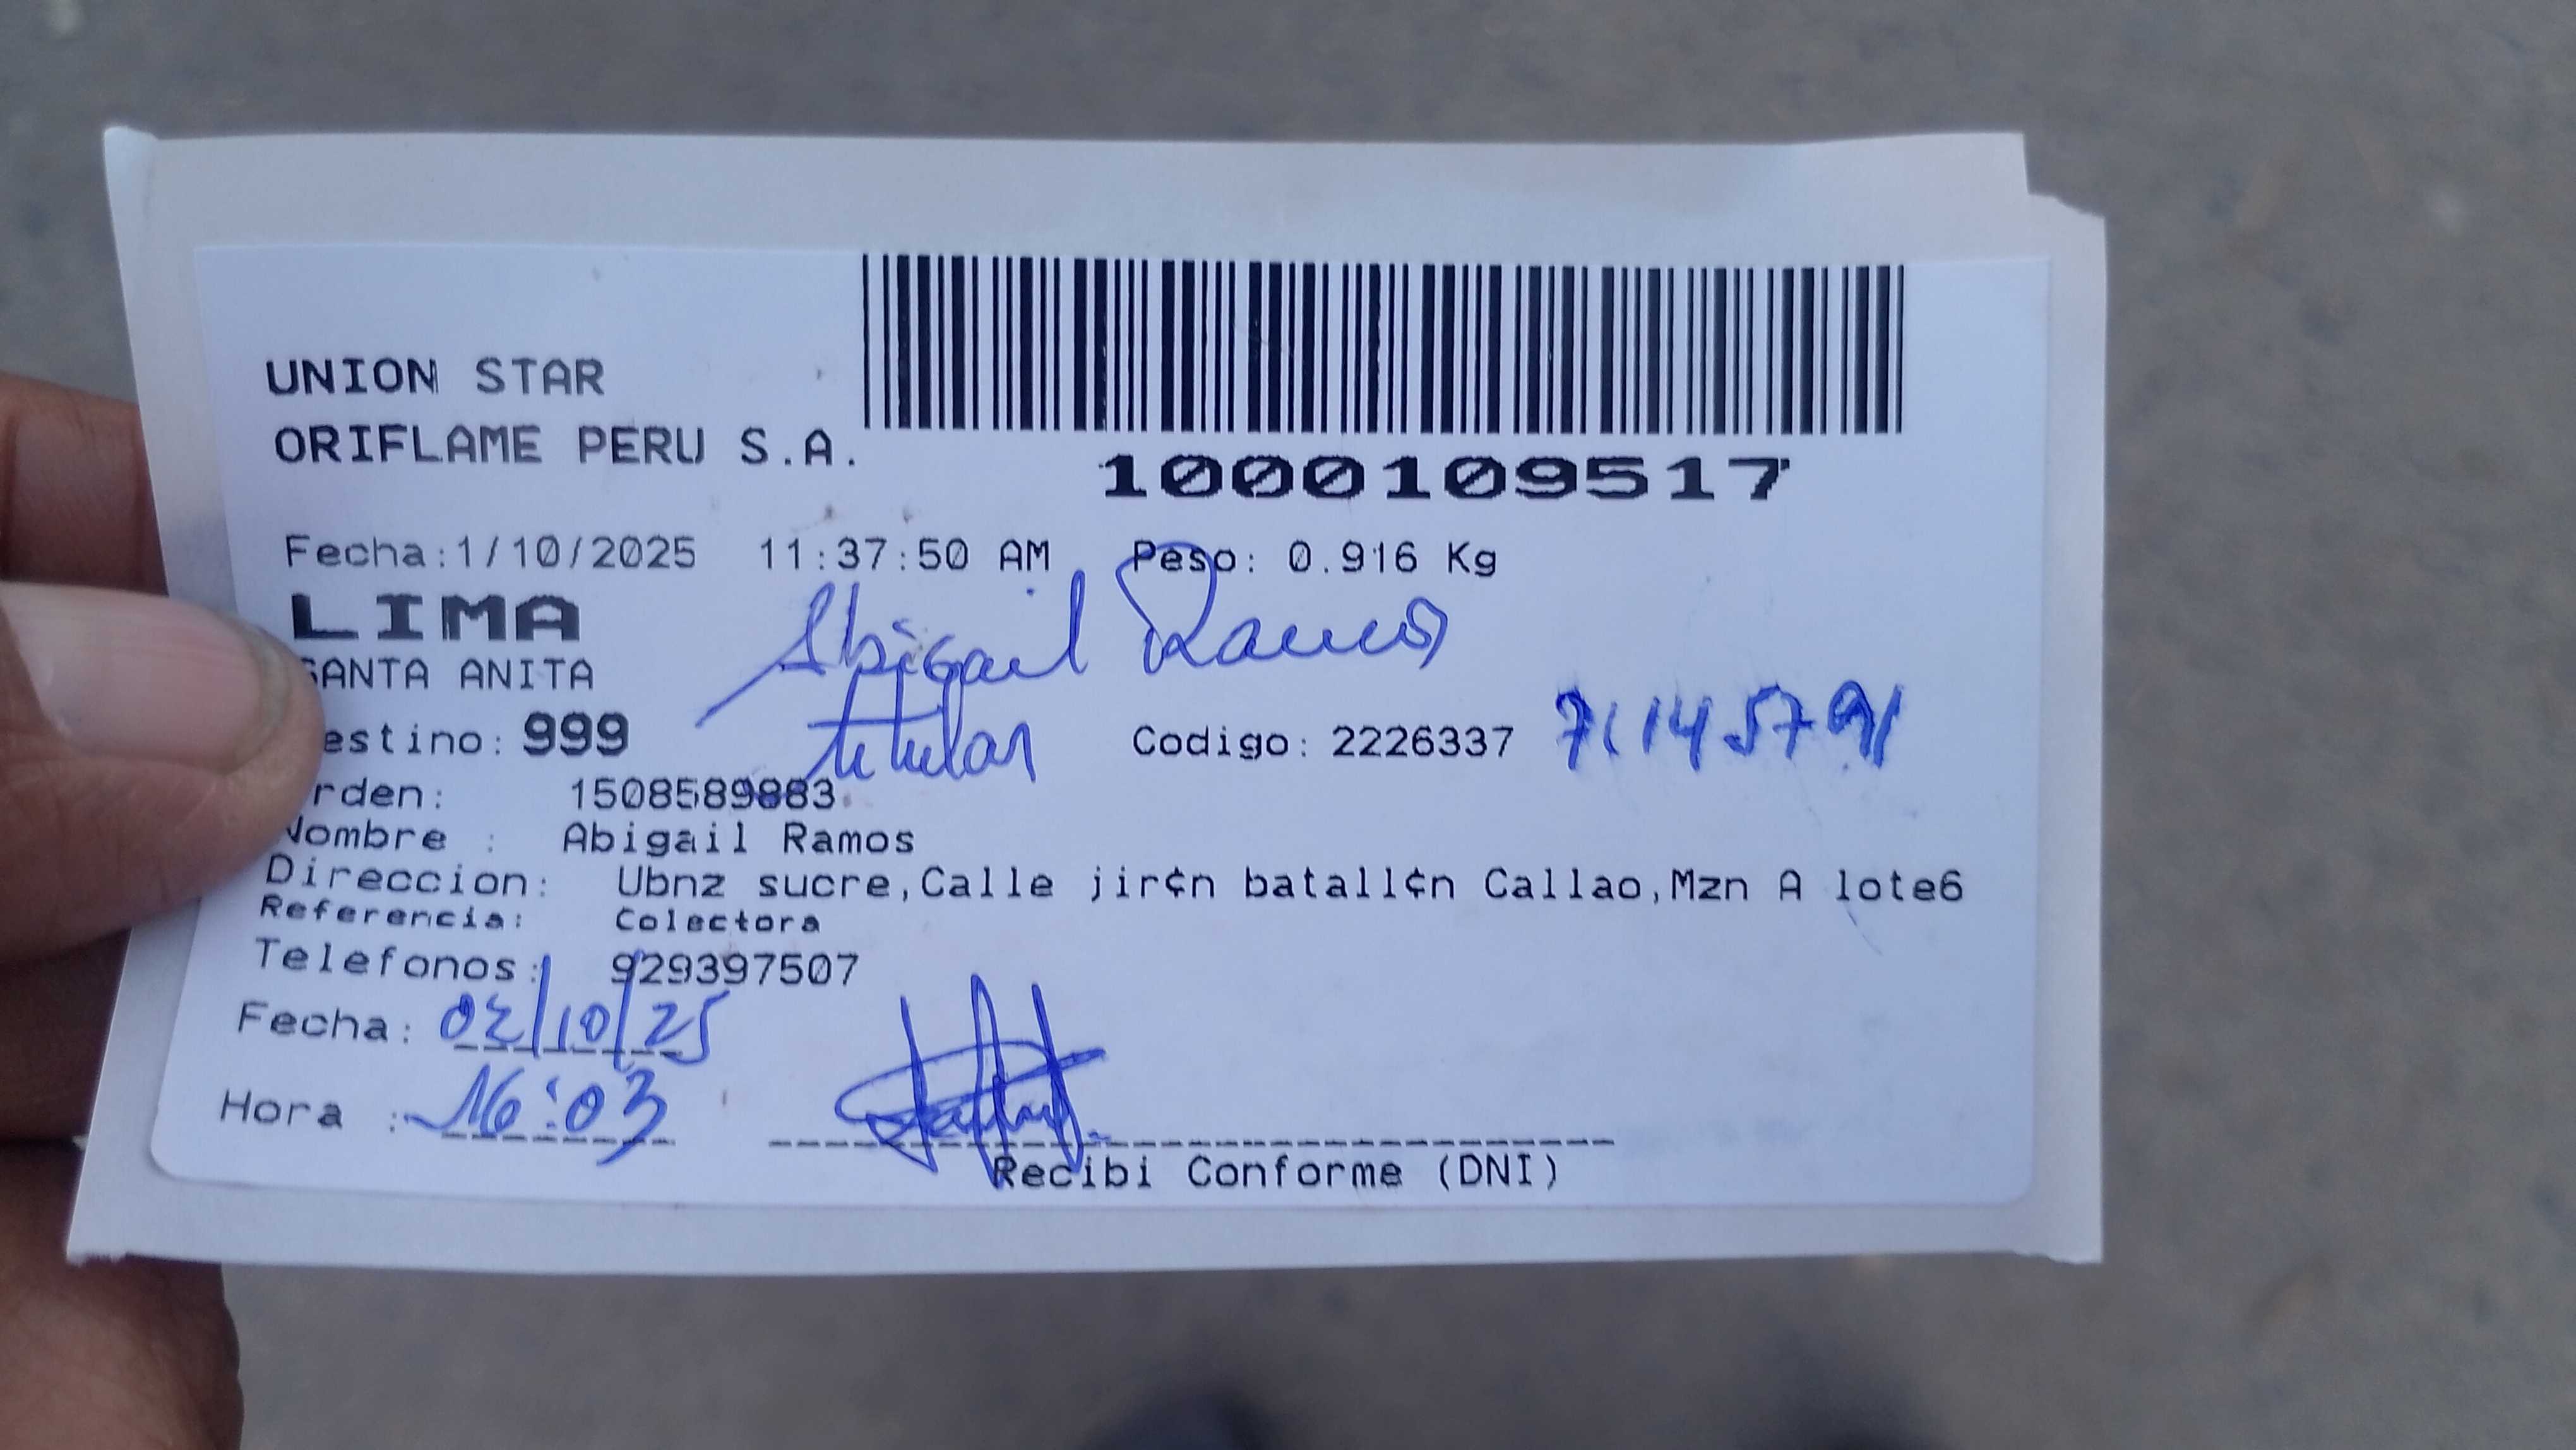 UNION STAR
ORIFLAME PERU S.A.
1000109517
Fecha:1/10/2025 11:37:50 AM Peso: 0.916 Kg
LIMA
Abigail Ramos
SANTA ANITA
titular
estino: 999 Codigo: 2226337 71145791
rden: 1508589883
Nombre : Abigail Ramos
Direccion: Ubnz sucre,Calle jir¢n batall¢n Callao,Mzn A lote6
Referencia: Colectora
Telefonos: 929397507
Fecha: 02/10/25
Hora : 16:03
Recibi Conforme (DNI)